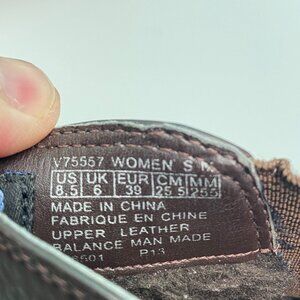 V75557 WOMEN'S M
US UK EUR CM MM
8.5 6 39 25.5 255
MADE IN CHINA
FABRIQUE EN CHINE
UPPER LEATHER
BALANCE MAN MADE
P13